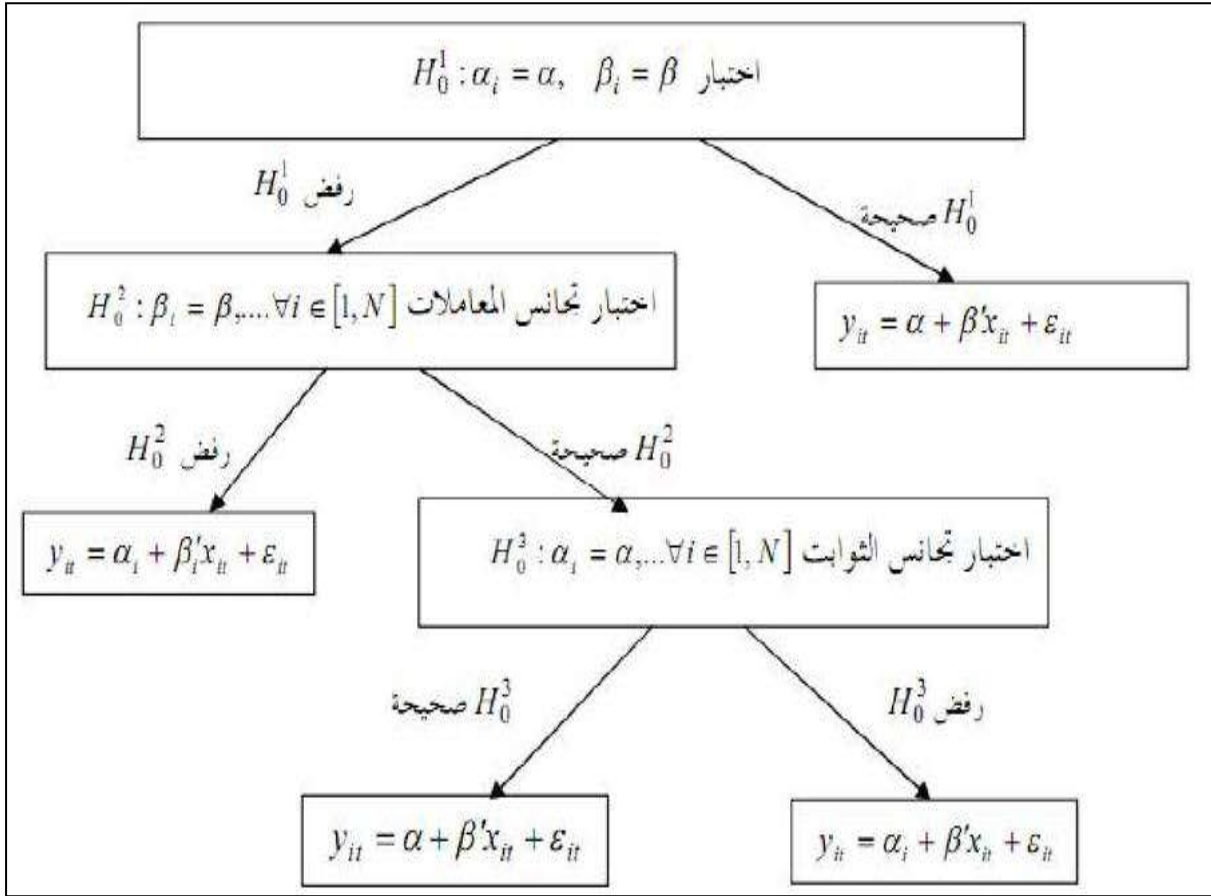 اختبار $H_0^1 : \alpha_i = \alpha, \quad \beta_i = \beta$
رفض $H_0^1$
$H_0^1$ صحيحة
اختبار تجانس المعاملات $H_0^2 : \beta_i = \beta,....\forall i \in [1, N]$
$y_{it} = \alpha + \beta' x_{it} + \varepsilon_{it}$
رفض $H_0^2$
$H_0^2$ صحيحة
$y_{it} = \alpha_i + \beta_i' x_{it} + \varepsilon_{it}$
اختبار تجانس الثوابت $H_0^3 : \alpha_i = \alpha,...\forall i \in [1, N]$
$H_0^3$ صحيحة
رفض $H_0^3$
$y_{it} = \alpha + \beta' x_{it} + \varepsilon_{it}$
$y_{it} = \alpha_i + \beta' x_{it} + \varepsilon_{it}$